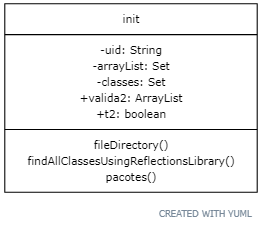 init
-uid: String
-arrayList: Set
-classes: Set
+valida2: ArrayList
+t2: boolean
fileDirectory()
findAllClassesUsingReflectionsLibrary()
pacotes()
CREATED WITH YUML